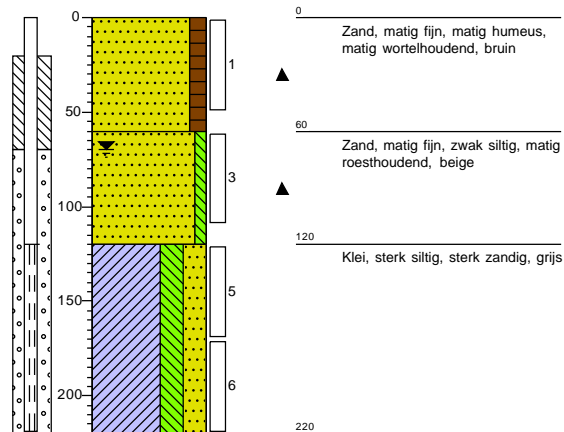 0
50
100
150
200
1
3
5
6
0
Zand, matig fijn, matig humeus,
matig wortelhoudend, bruin
60
Zand, matig fijn, zwak siltig, matig
roesthoudend, beige
120
Klei, sterk siltig, sterk zandig, grijs
220